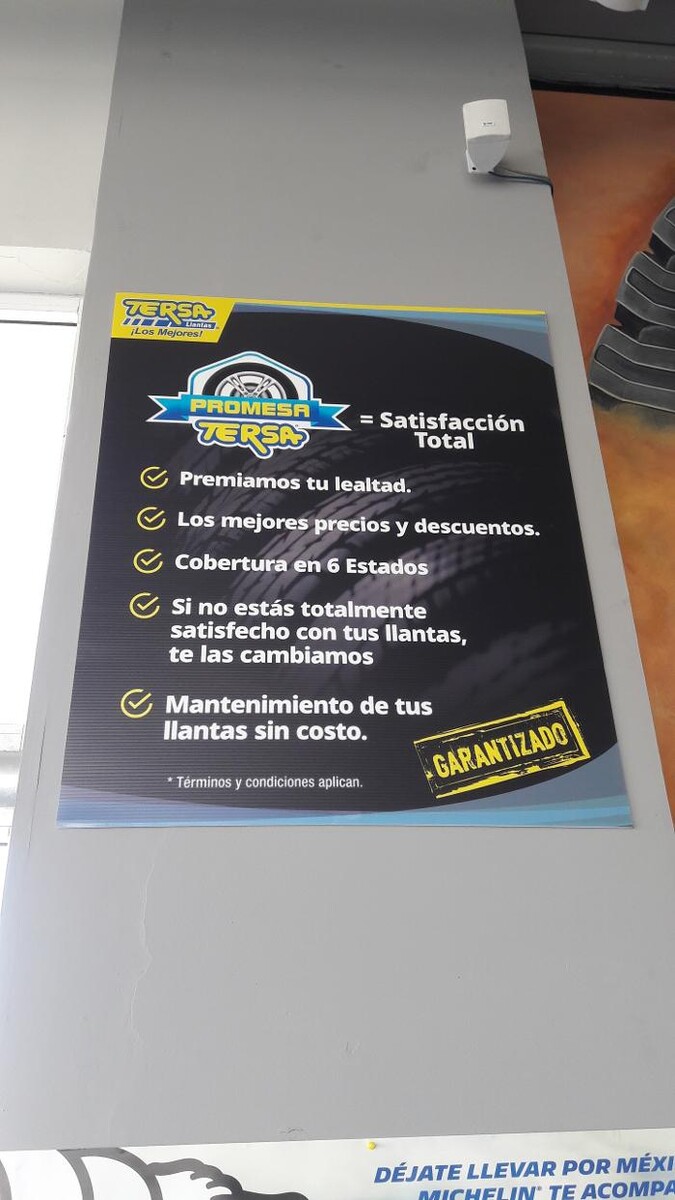 TERSA
Llantas
¡Los Mejores!
PROMESA
TERSA
= Satisfacción
Total
Premiamos tu lealtad.
Los mejores precios y descuentos.
Cobertura en 6 Estados
Si no estás totalmente
satisfecho con tus llantas,
te las cambiamos
Mantenimiento de tus
llantas sin costo.
GARANTIZADO
* Términos y condiciones aplican.
DÉJATE LLEVAR POR MÉXI
MICHELIN® TE ACOMPA